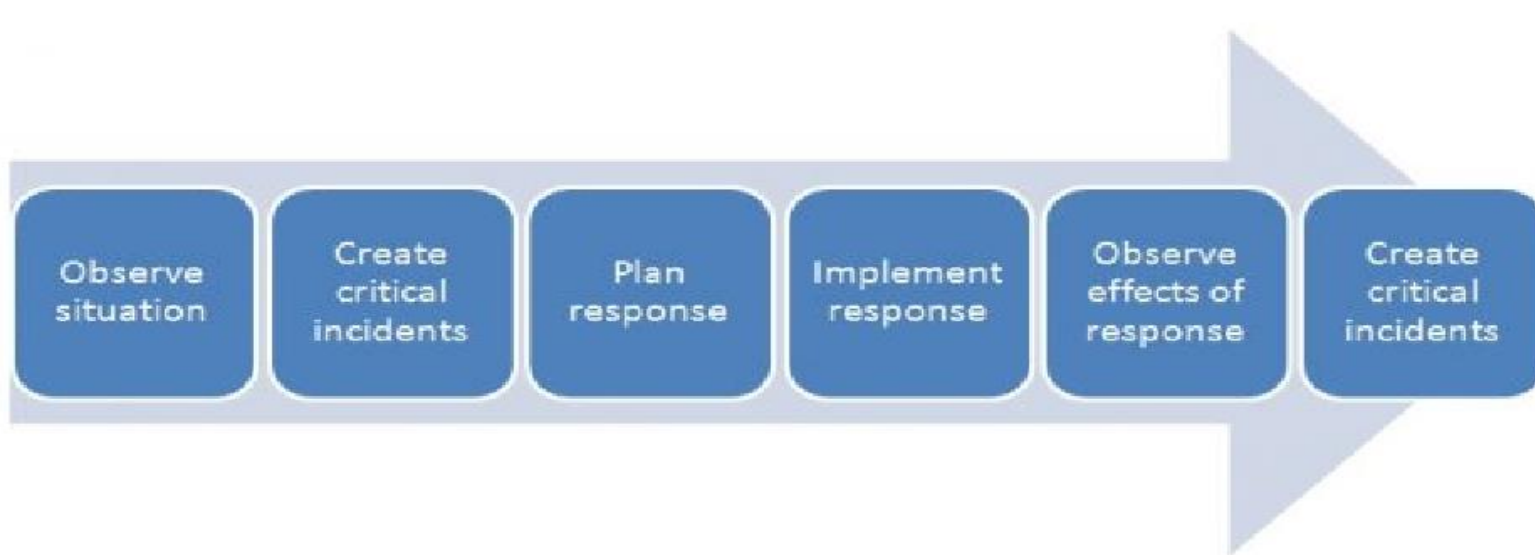 Observe
situation
Create
critical
incidents
Plan
response
Implement
response
Observe
effects of
response
Create
critical
incidents